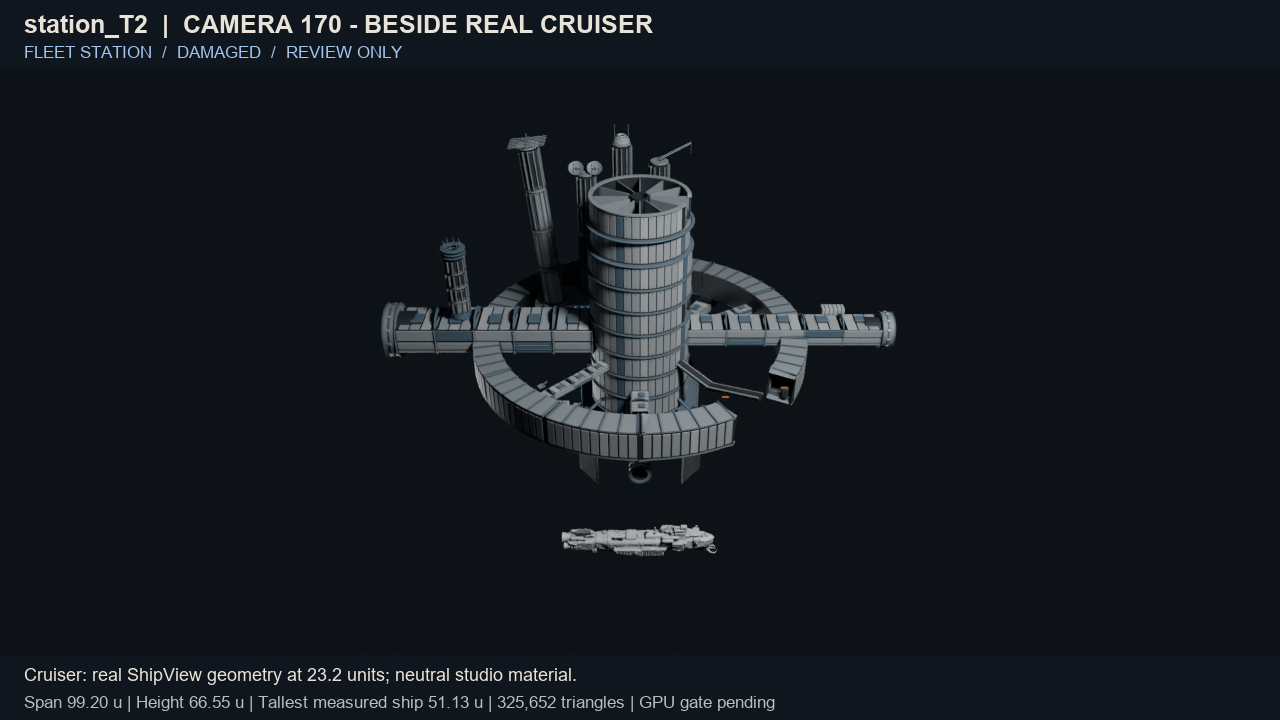 station_T2 | CAMERA 170 - BESIDE REAL CRUISER
FLEET STATION / DAMAGED / REVIEW ONLY
Cruiser: real ShipView geometry at 23.2 units; neutral studio material.
Span 99.20 u | Height 66.55 u | Tallest measured ship 51.13 u | 325,652 triangles | GPU gate pending